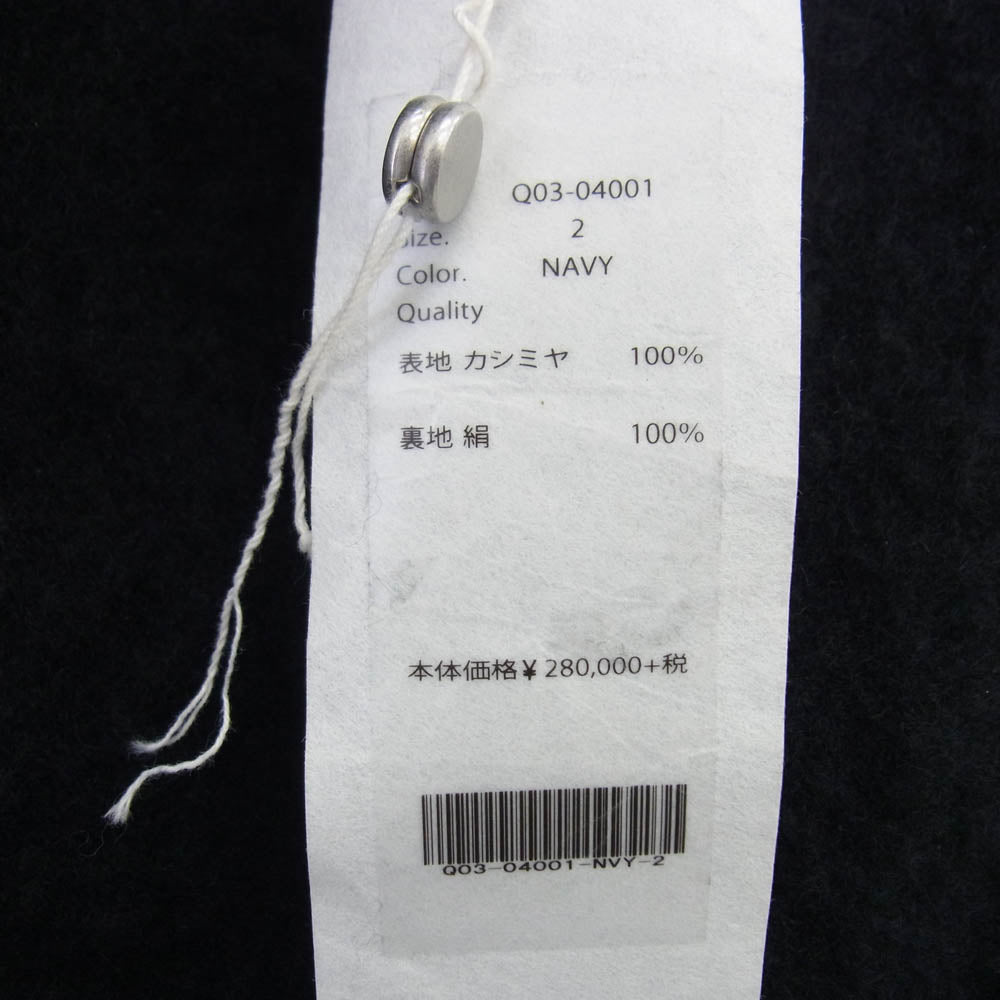 Q03-04001
Size. 2
Color. NAVY
Quality
表地 カシミヤ 100%
裏地 絹 100%
本体価格¥ 280,000+税
Q03-04001-NVY-2